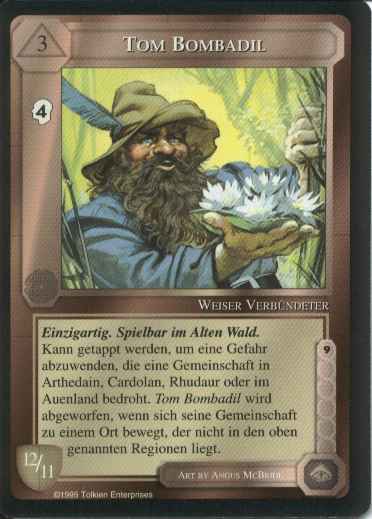 3
TOM BOMBADIL
4
WEISER VERBÜNDETER
Einzigartig. Spielbar im Alten Wald.
Kann getappt werden, um eine Gefahr
abzuwenden, die eine Gemeinschaft in
Arthedain, Cardolan, Rhudaur oder im
Auenland bedroht. Tom Bombadil wird
abgeworfen, wenn sich seine Gemeinschaft
zu einem Ort bewegt, der nicht in den oben
genannten Regionen liegt.
9
12/11
ART BY ANGUS MCBRIDE
©1995 Tolkien Enterprises